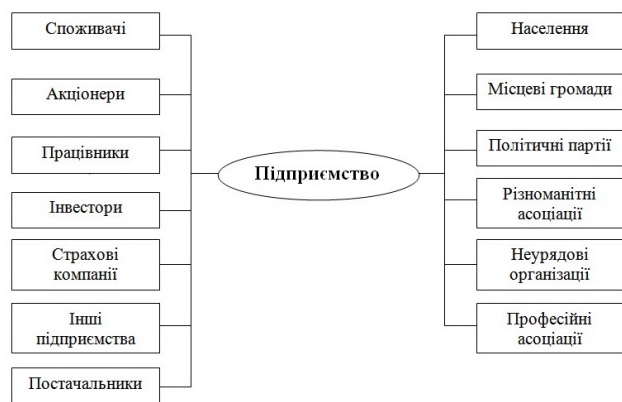 Споживачі
Акціонери
Працівники
Інвестори
Страхові
компанії
Інші
підприємства
Постачальники
Підприємство
Населення
Місцеві громади
Політичні партії
Різноманітні
асоціації
Неурядові
організації
Професійні
асоціації